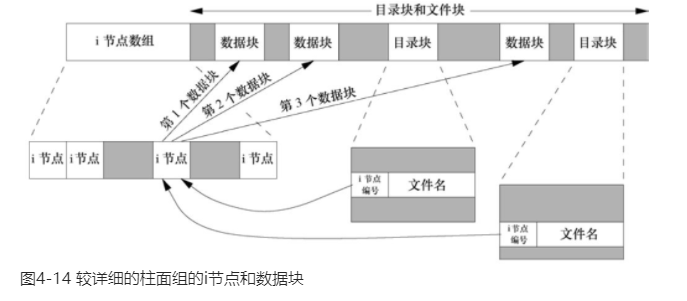 目录块和文件块
i 节点数组
数据块
数据块
目录块
数据块
目录块
第 1 个数据块
第 2 个数据块
第 3 个数据块
i 节点
i 节点
i 节点
i 节点
i 节点
编号
文件名
i 节点
编号
文件名
图4-14 较详细的柱面组的i节点和数据块